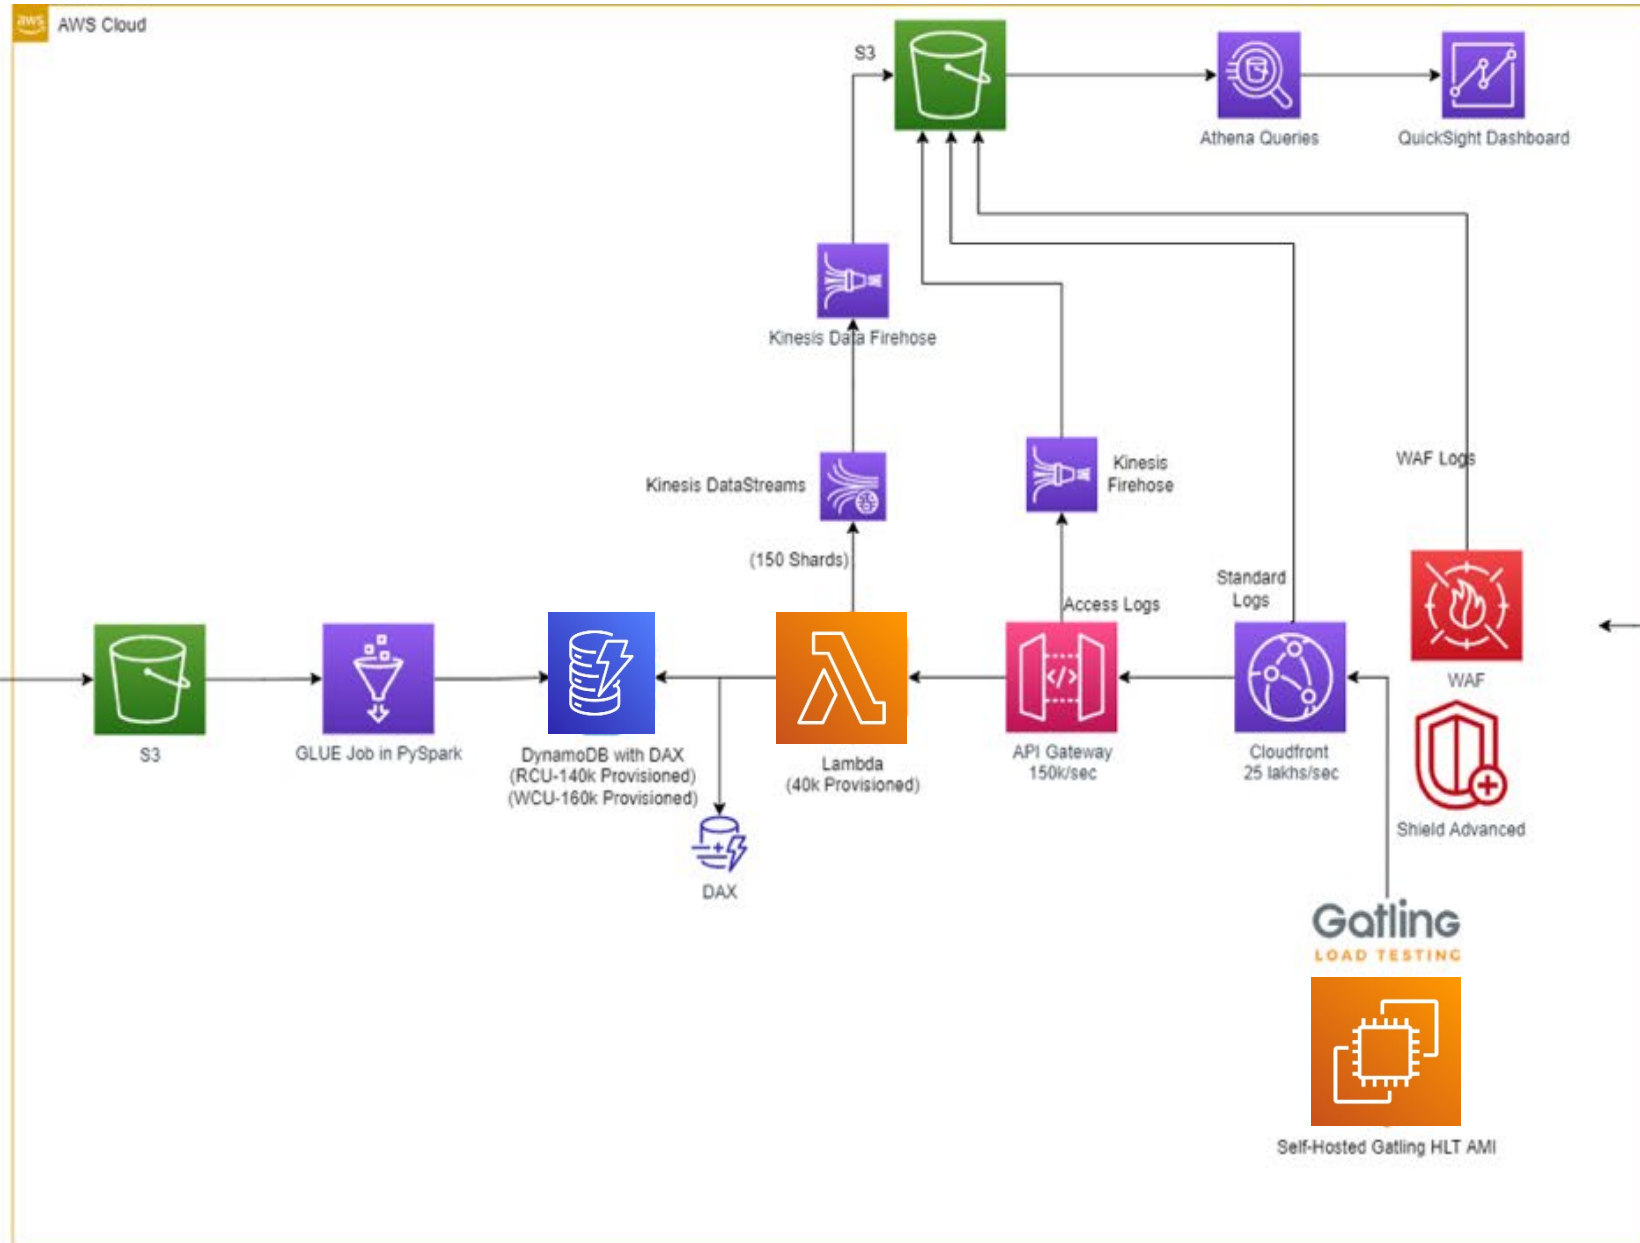 aws
AWS Cloud
S3
Athena Queries
QuickSight Dashboard
Kinesis Data Firehose
Kinesis DataStreams
(150 Shards)
Kinesis
Firehose
Access Logs
Standard
Logs
WAF Logs
S3
GLUE Job in PySpark
DynamoDB with DAX
(RCU-140k Provisioned)
(WCU-160k Provisioned)
DAX
Lambda
(40k Provisioned)
API Gateway
150k/sec
Cloudfront
25 lakhs/sec
WAF
Shield Advanced
Gatling
LOAD TESTING
Self-Hosted Gatling HLT AMI